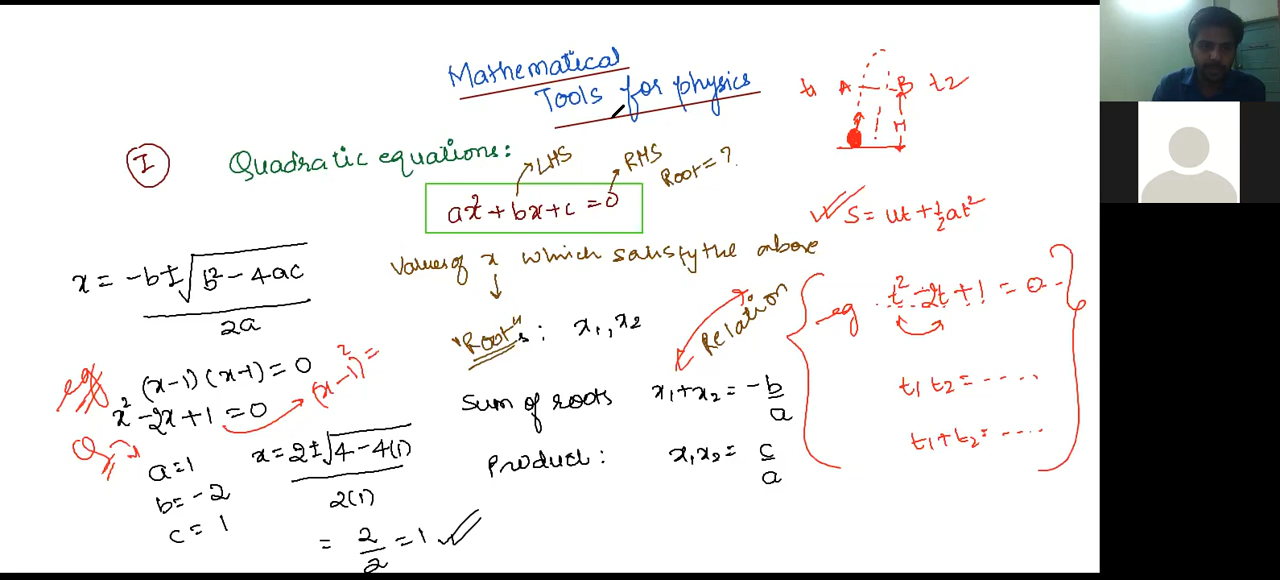 Mathematical
Tools for physics
t1 A B t2
H
I Quadratic equations:
LHS
RHS
Root = ?
ax² + bx + c = 0
S = ut + ½at²
x = -b ± √(b² - 4ac)
2a
Values of x which satisfy the above
"Root"s : x₁, x₂
Relation
eg t² - 2t + 1 = 0
t₁ t₂ = .....
t₁ + t₂ = ....
Sum of roots x₁ + x₂ = -b/a
Product : x₁x₂ = c/a
eg (x-1)(x-1) = 0
x² - 2x + 1 = 0
(x-1)² =
a = 1
b = -2
c = 1
x = 2 ± √4 - 4(1)
2(1)
= 2/2 = 1